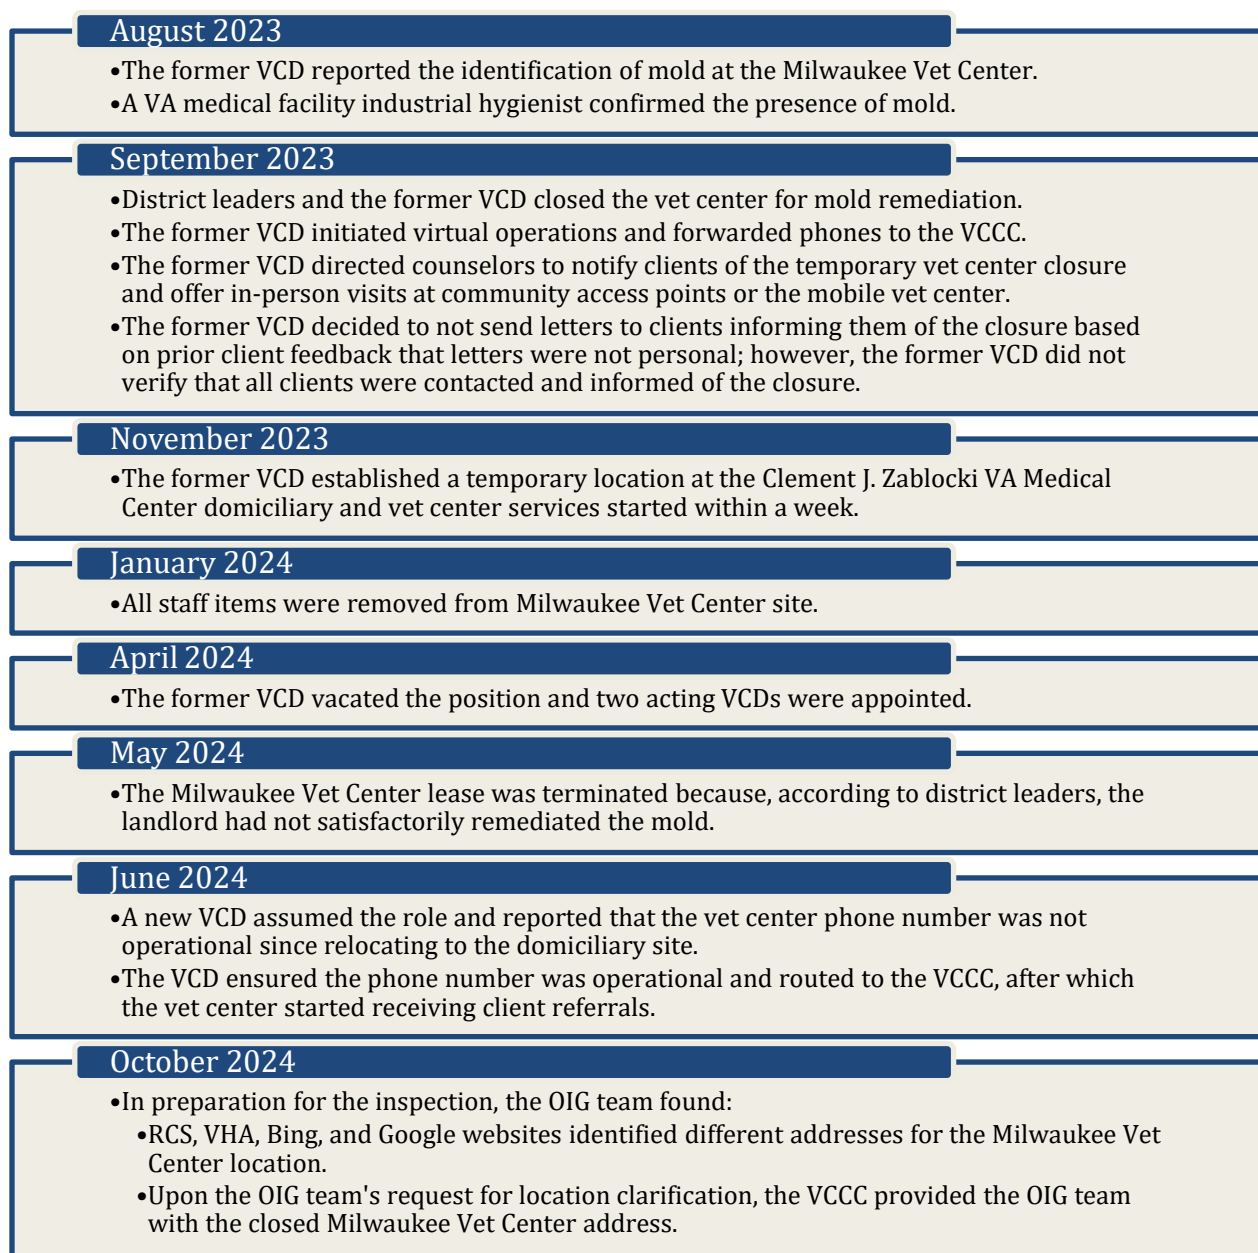 August 2023
•The former VCD reported the identification of mold at the Milwaukee Vet Center.
•A VA medical facility industrial hygienist confirmed the presence of mold.
September 2023
•District leaders and the former VCD closed the vet center for mold remediation.
•The former VCD initiated virtual operations and forwarded phones to the VCCC.
•The former VCD directed counselors to notify clients of the temporary vet center closure
and offer in-person visits at community access points or the mobile vet center.
•The former VCD decided to not send letters to clients informing them of the closure based
on prior client feedback that letters were not personal; however, the former VCD did not
verify that all clients were contacted and informed of the closure.
November 2023
•The former VCD established a temporary location at the Clement J. Zablocki VA Medical
Center domiciliary and vet center services started within a week.
January 2024
•All staff items were removed from Milwaukee Vet Center site.
April 2024
•The former VCD vacated the position and two acting VCDs were appointed.
May 2024
•The Milwaukee Vet Center lease was terminated because, according to district leaders, the
landlord had not satisfactorily remediated the mold.
June 2024
•A new VCD assumed the role and reported that the vet center phone number was not
operational since relocating to the domiciliary site.
•The VCD ensured the phone number was operational and routed to the VCCC, after which
the vet center started receiving client referrals.
October 2024
•In preparation for the inspection, the OIG team found:
•RCS, VHA, Bing, and Google websites identified different addresses for the Milwaukee Vet
Center location.
•Upon the OIG team's request for location clarification, the VCCC provided the OIG team
with the closed Milwaukee Vet Center address.